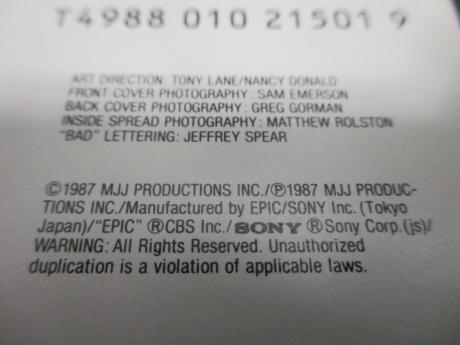 T4988 010 21501 9
ART DIRECTION: TONY LANE/NANCY DONALD
FRONT COVER PHOTOGRAPHY: SAM EMERSON
BACK COVER PHOTOGRAPHY: GREG GORMAN
INSIDE SPREAD PHOTOGRAPHY: MATTHEW ROLSTON
"BAD" LETTERING: JEFFREY SPEAR
©1987 MJJ PRODUCTIONS INC./℗1987 MJJ PRODUC-
TIONS INC./Manufactured by EPIC/SONY Inc. (Tokyo
Japan)/"EPIC" ®CBS Inc./SONY ®Sony Corp.(js)/
WARNING: All Rights Reserved. Unauthorized
duplication is a violation of applicable laws.